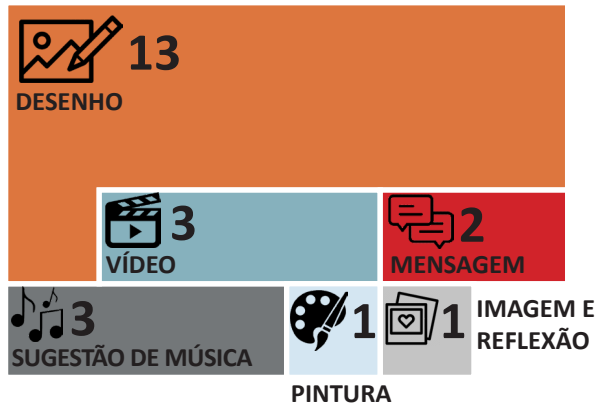 13
DESENHO
3
VÍDEO
2
MENSAGEM
3
SUGESTÃO DE MÚSICA
1
PINTURA
1
IMAGEM E
REFLEXÃO